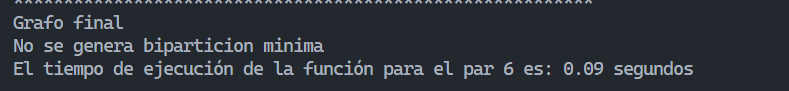 **********************************************************
Grafo final
No se genera biparticion minima
El tiempo de ejecución de la función para el par 6 es: 0.09 segundos